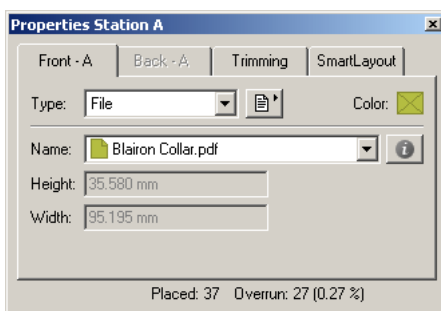 Properties Station A
Front - A Back - A Trimming SmartLayout
Type: File Color:
Name: Blairon Collar.pdf
Height: 35.580 mm
Width: 95.195 mm
Placed: 37 Overrun: 27 (0.27 %)